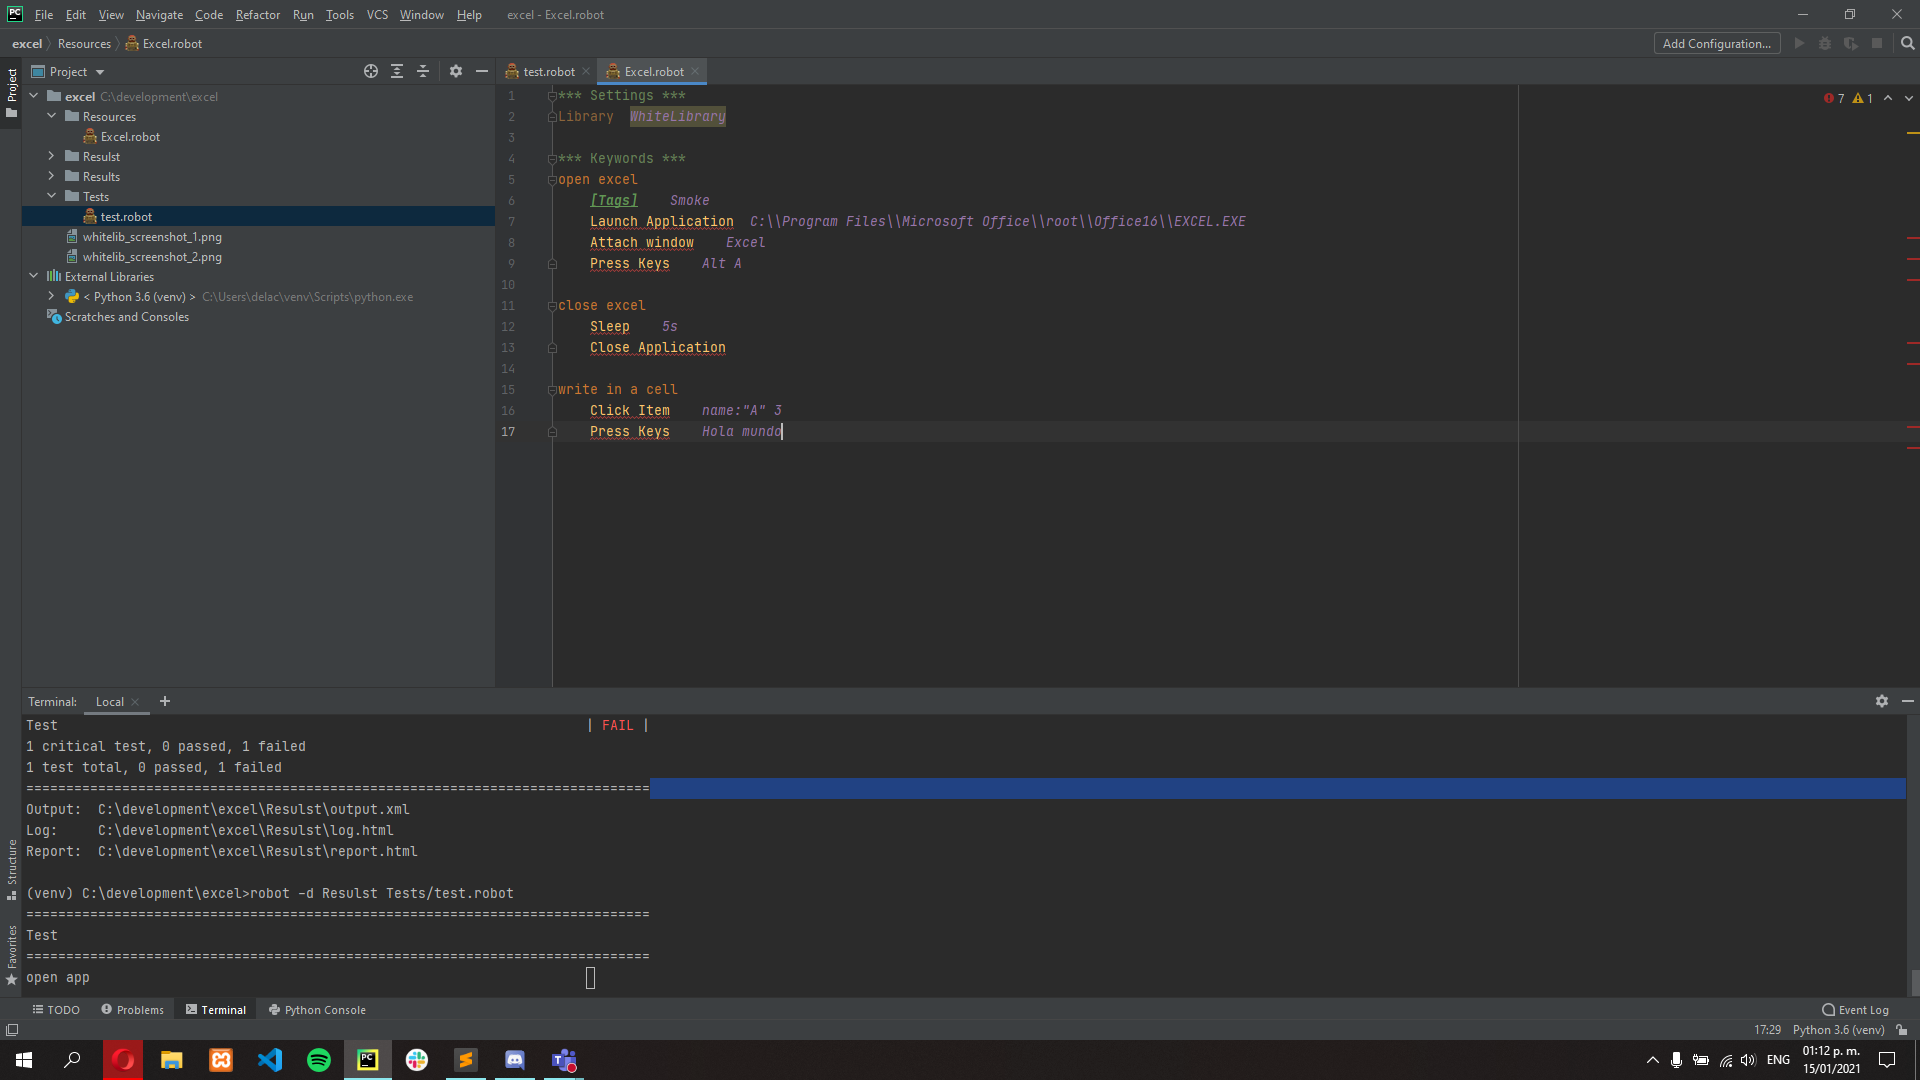 File Edit View Navigate Code Refactor Run Tools VCS Window Help excel - Excel.robot
excel Resources Excel.robot Add Configuration...
Project
Project
test.robot Excel.robot
excel C:\development\excel
Resources
Excel.robot
Resulst
Results
Tests
test.robot
whitelib_screenshot_1.png
whitelib_screenshot_2.png
External Libraries
< Python 3.6 (venv) > C:\Users\delac\venv\Scripts\python.exe
Scratches and Consoles
7 1
1 *** Settings ***
2 Library WhiteLibrary
3
4 *** Keywords ***
5 open excel
6 [Tags] Smoke
7 Launch Application C:\\Program Files\\Microsoft Office\\root\\Office16\\EXCEL.EXE
8 Attach window Excel
9 Press Keys Alt A
10
11 close excel
12 Sleep 5s
13 Close Application
14
15 write in a cell
16 Click Item name:"A" 3
17 Press Keys Hola mundo
Terminal: Local
Test | FAIL |
1 critical test, 0 passed, 1 failed
1 test total, 0 passed, 1 failed
==============================================================================
Output: C:\development\excel\Resulst\output.xml
Log: C:\development\excel\Resulst\log.html
Report: C:\development\excel\Resulst\report.html
(venv) C:\development\excel>robot -d Resulst Tests/test.robot
==============================================================================
Test
==============================================================================
open app
Structure
Favorites
TODO Problems Terminal Python Console Event Log
17:29 Python 3.6 (venv)
ENG 01:12 p. m.
15/01/2021